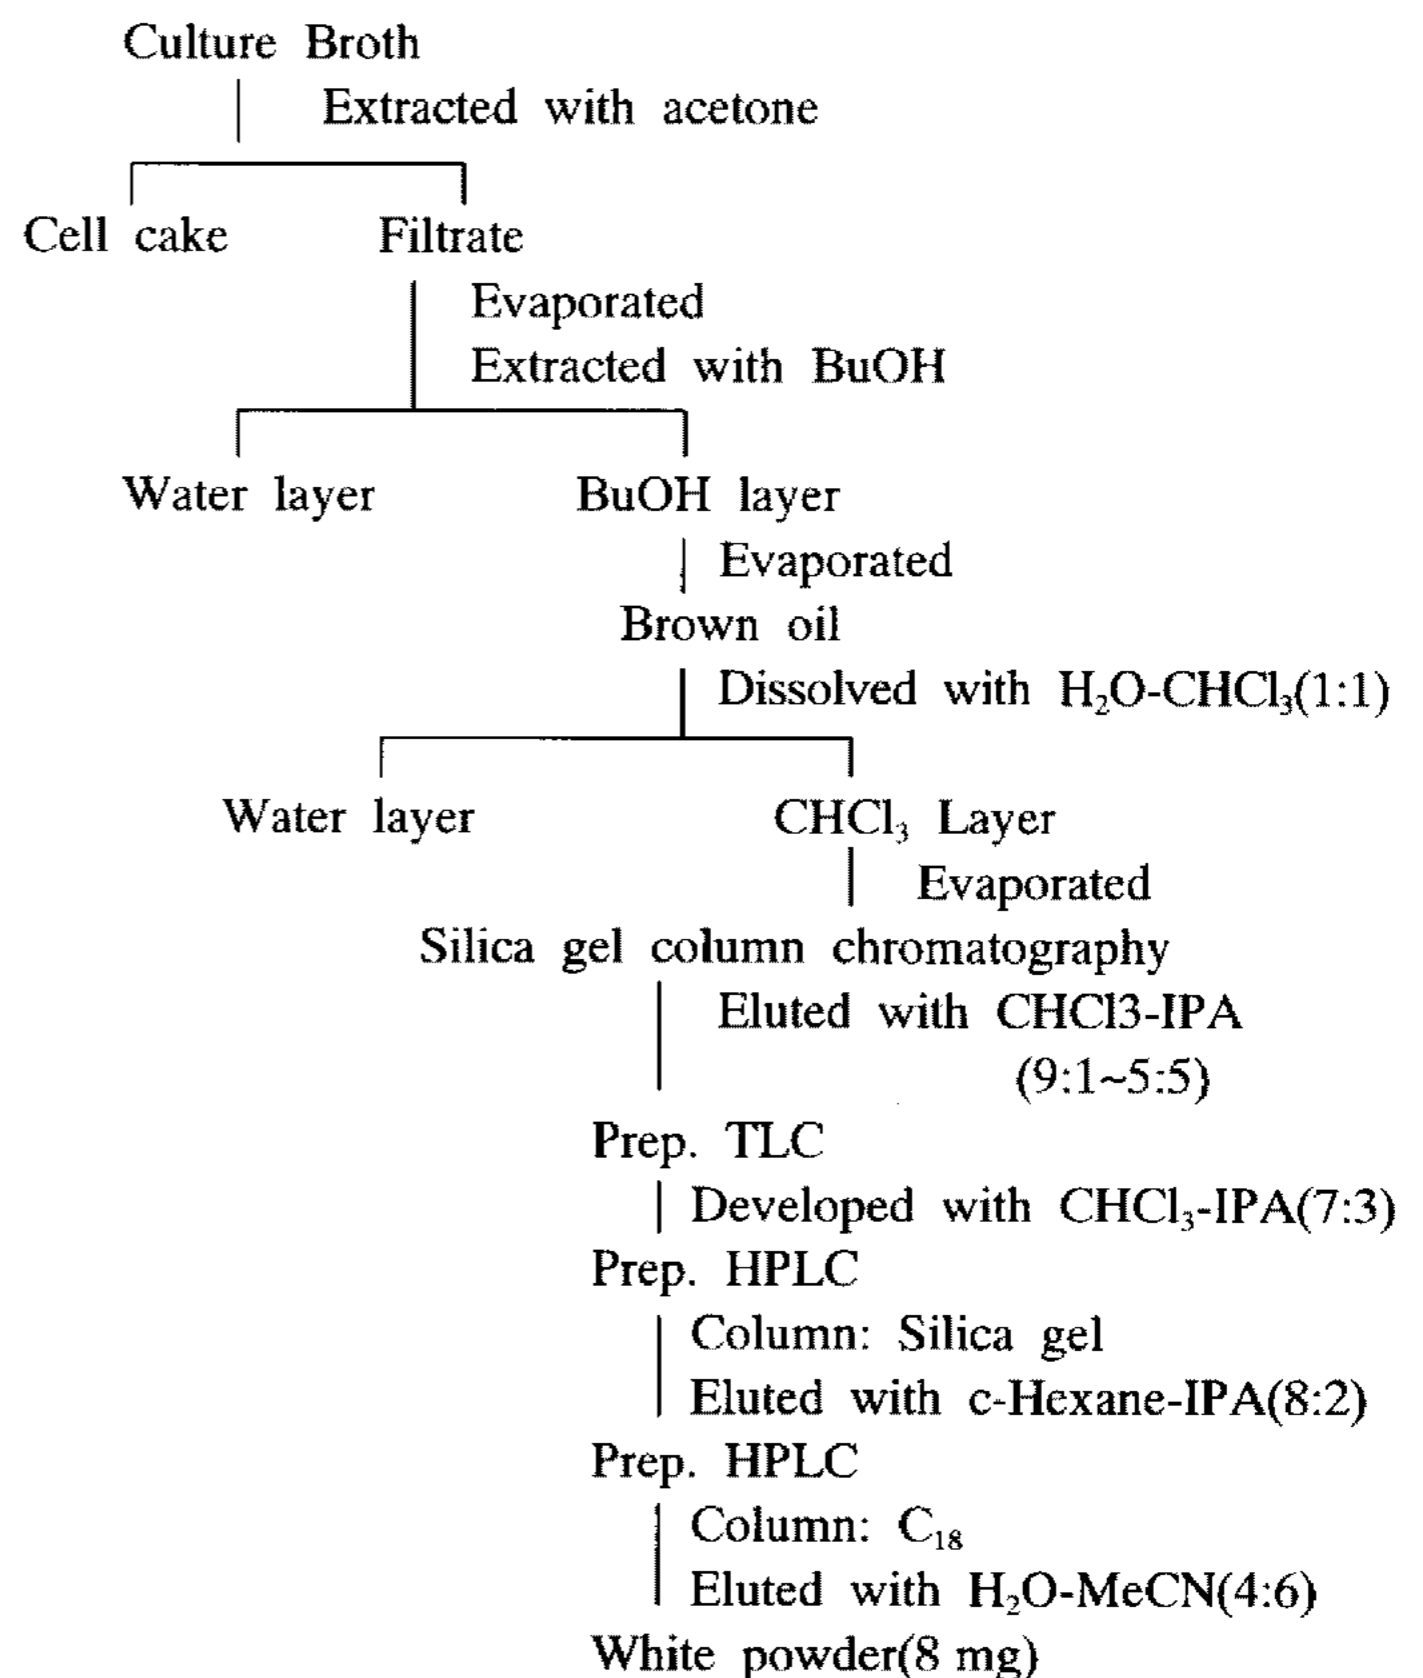 Culture Broth
Extracted with acetone
Cell cake Filtrate
Evaporated
Extracted with BuOH
Water layer BuOH layer
Evaporated
Brown oil
Dissolved with H₂O-CHCl₃(1:1)
Water layer CHCl₃ Layer
Evaporated
Silica gel column chromatography
Eluted with CHCl3-IPA
(9:1~5:5)
Prep. TLC
Developed with CHCl₃-IPA(7:3)
Prep. HPLC
Column: Silica gel
Eluted with c-Hexane-IPA(8:2)
Prep. HPLC
Column: C₁₈
Eluted with H₂O-MeCN(4:6)
White powder(8 mg)